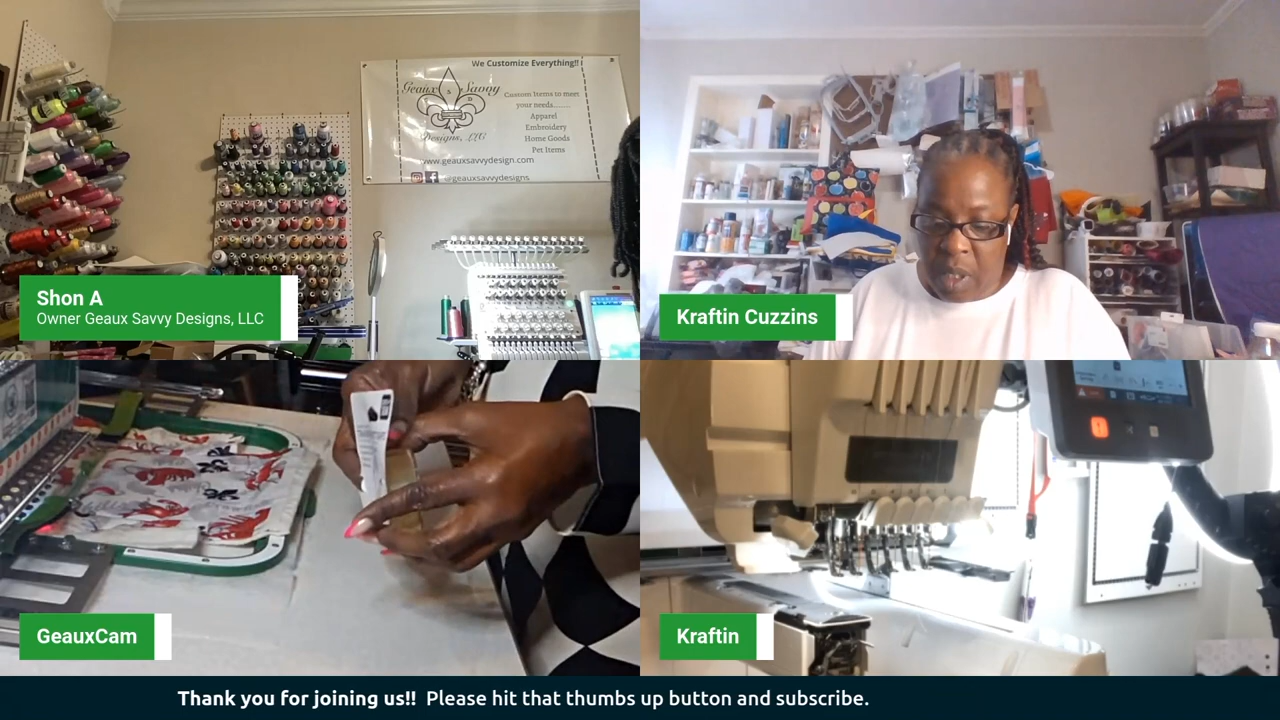 We Customize Everything!!
Geaux Savvy
Designs, LLC
Custom Items to meet
your needs.........
Apparel
Embroidery
Home Goods
Pet Items
www.geauxsavvydesign.com
@geauxsavvydesigns
Shon A
Owner Geaux Savvy Designs, LLC
Kraftin Cuzzins
GeauxCam
Kraftin
Thank you for joining us!! Please hit that thumbs up button and subscribe.